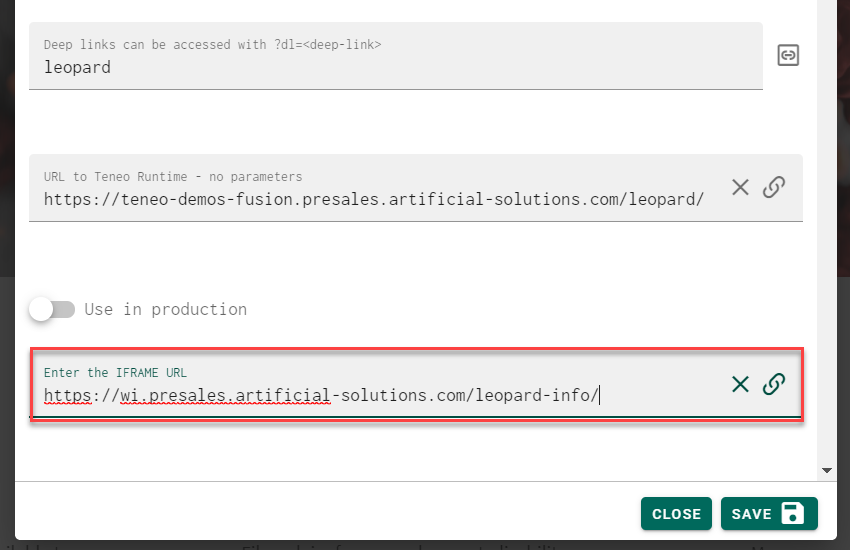 Deep links can be accessed with ?dl=<deep-link>
leopard
URL to Teneo Runtime - no parameters
https://teneo-demos-fusion.presales.artificial-solutions.com/leopard/
Use in production
Enter the IFRAME URL
https://wi.presales.artificial-solutions.com/leopard-info/
CLOSE
SAVE